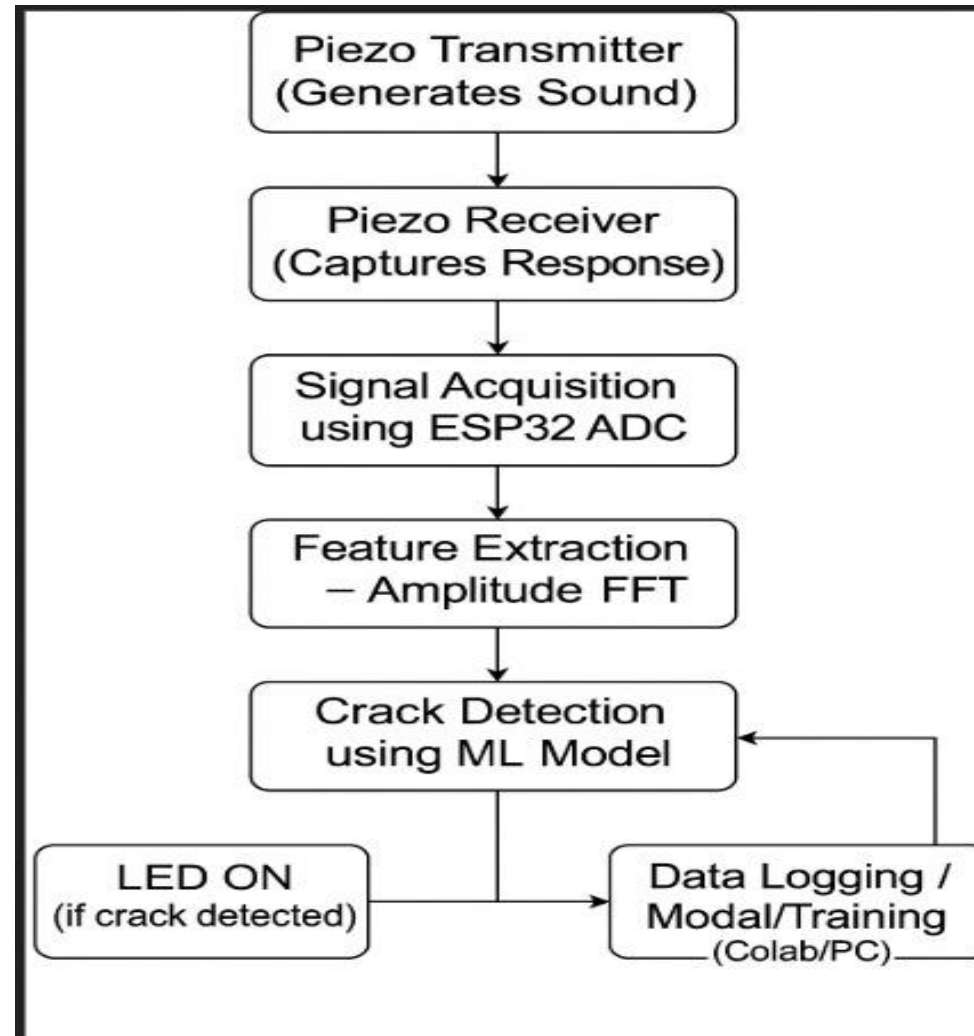 Piezo Transmitter
(Generates Sound)
Piezo Receiver
(Captures Response)
Signal Acquisition
using ESP32 ADC
Feature Extraction
– Amplitude FFT
Crack Detection
using ML Model
LED ON
(if crack detected)
Data Logging /
Modal/Training
(Colab/PC)